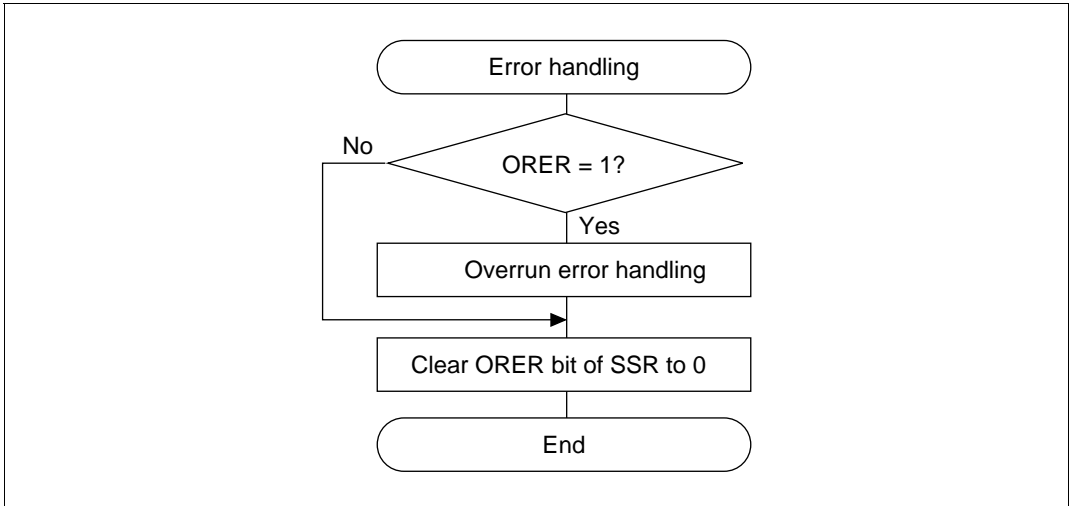 Error handling
No
ORER = 1?
Yes
Overrun error handling
Clear ORER bit of SSR to 0
End